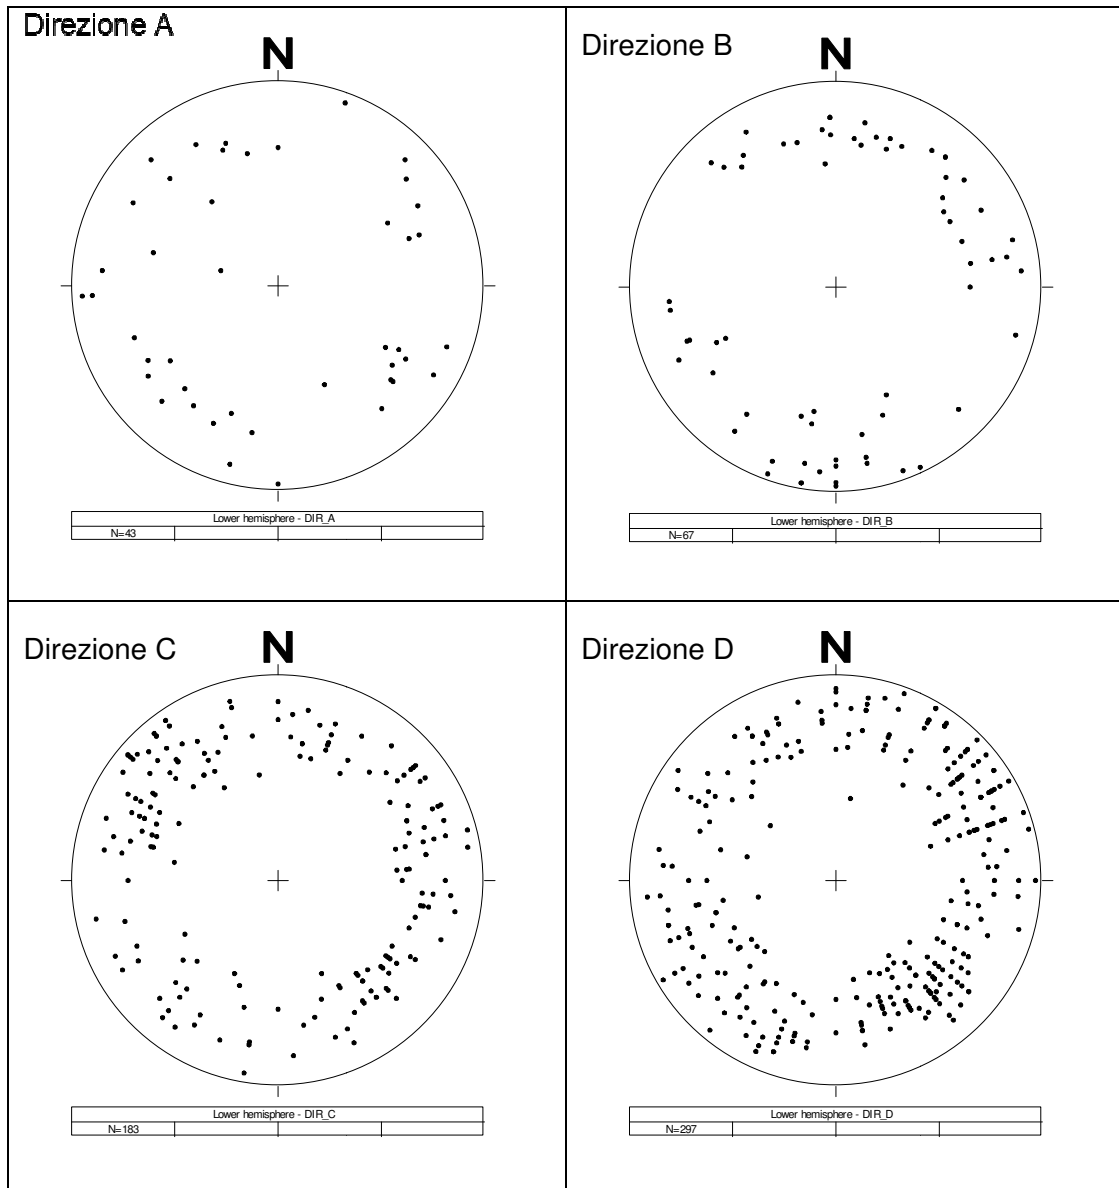 Direzione A
N
Lower hemisphere - DIR_A
N=43
Direzione B
N
Lower hemisphere - DIR_B
N=67
Direzione C
N
Lower hemisphere - DIR_C
N=183
Direzione D
N
Lower hemisphere - DIR_D
N=297